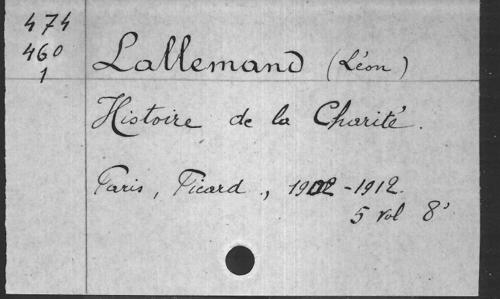 474
460
1
Lallemand (Léon)
Histoire de la Charité.
Paris, Picard, 1902-1912.
5 vol 8°